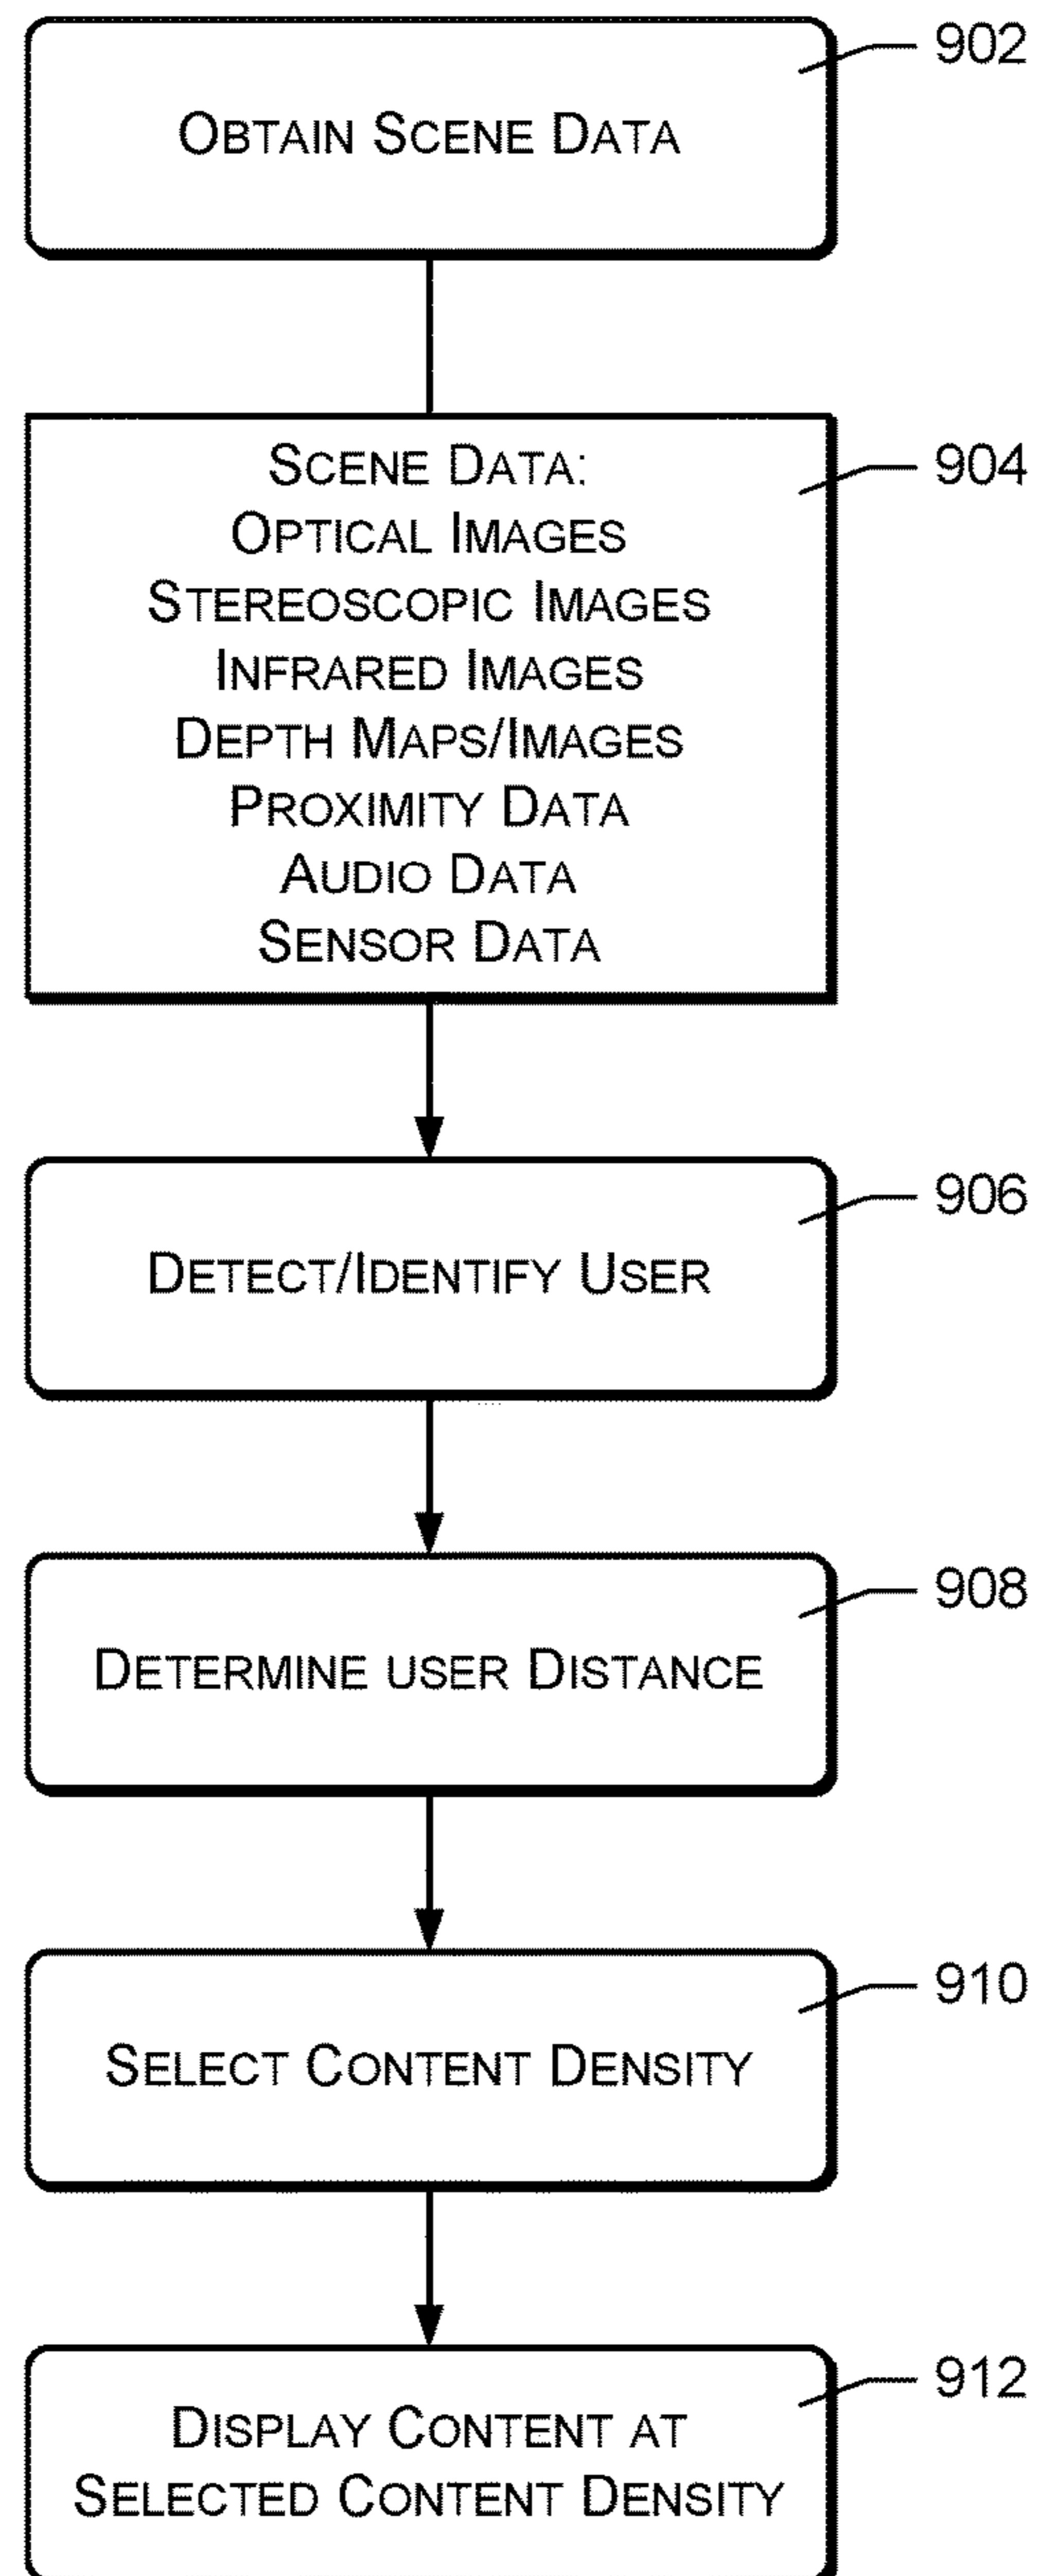 902
OBTAIN SCENE DATA
904
SCENE DATA:
OPTICAL IMAGES
STEREOSCOPIC IMAGES
INFRARED IMAGES
DEPTH MAPS/IMAGES
PROXIMITY DATA
AUDIO DATA
SENSOR DATA
906
DETECT/IDENTIFY USER
908
DETERMINE USER DISTANCE
910
SELECT CONTENT DENSITY
912
DISPLAY CONTENT AT
SELECTED CONTENT DENSITY